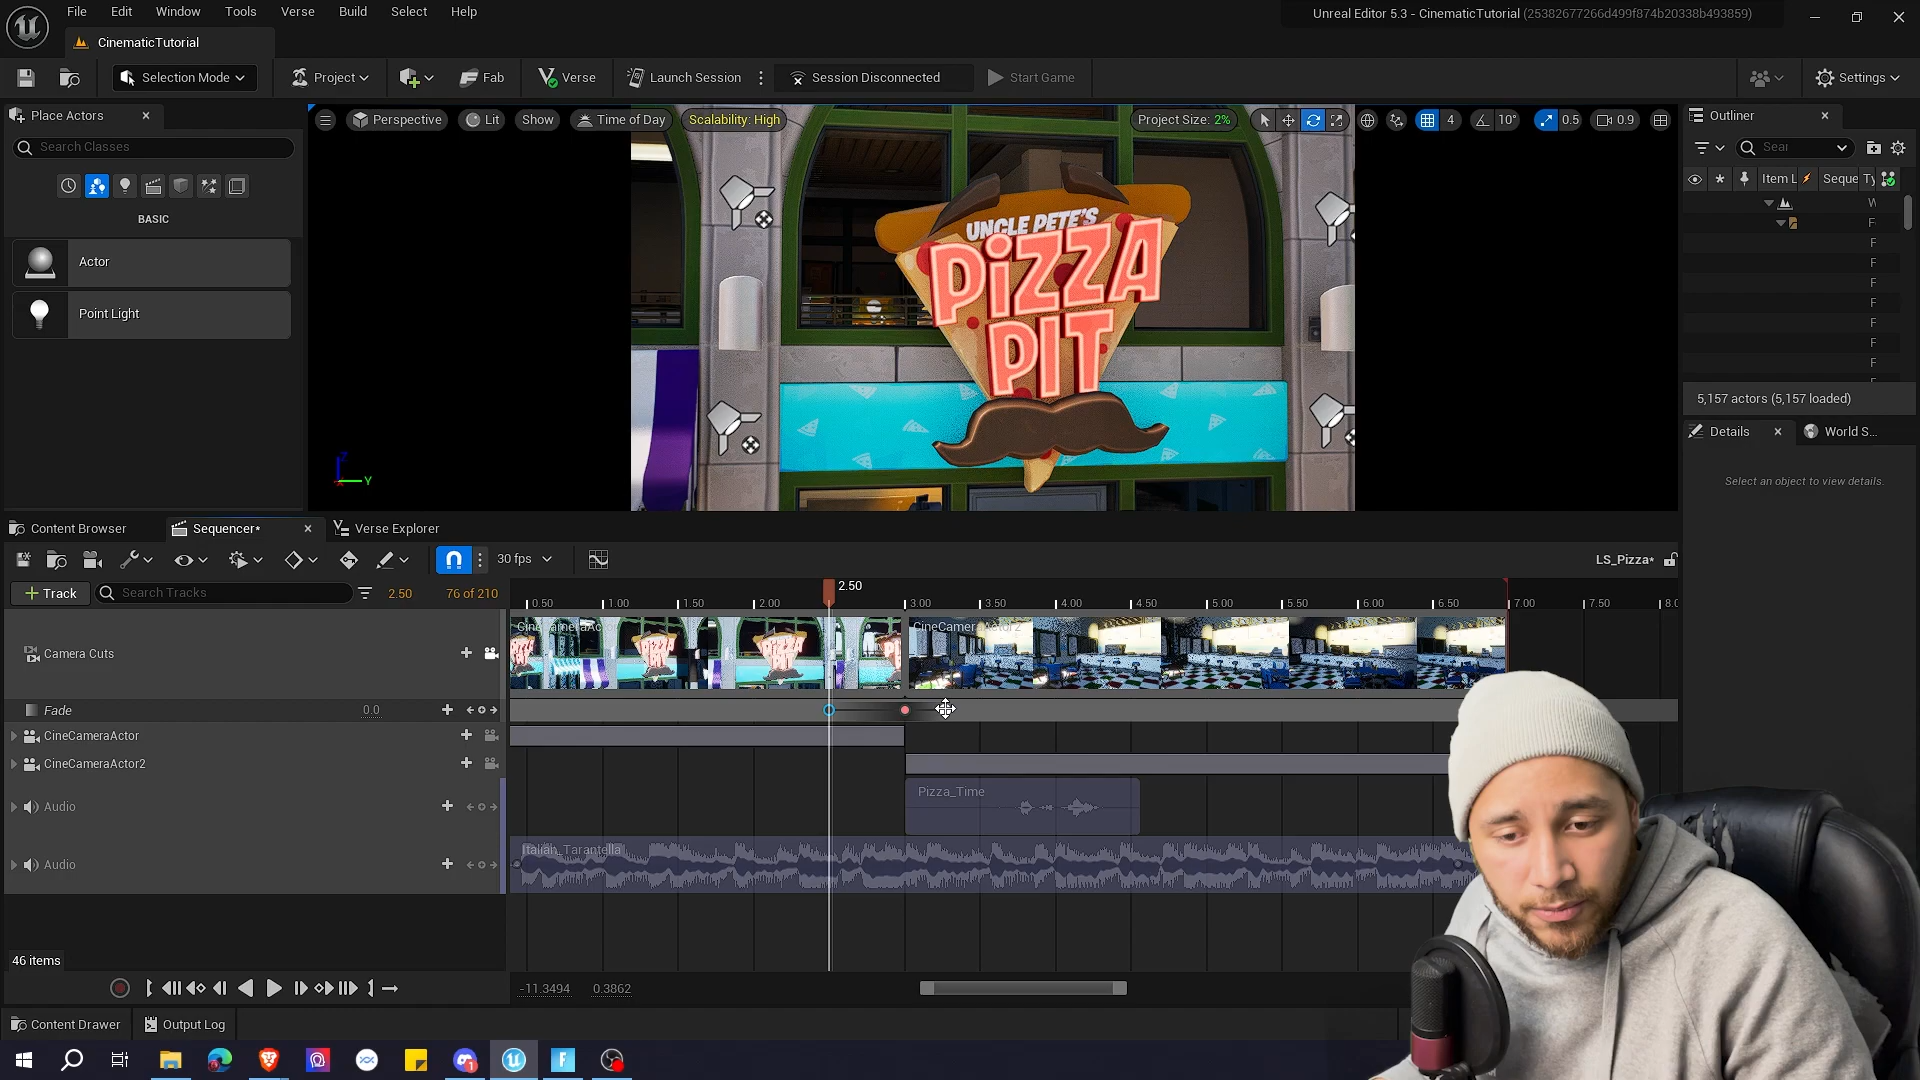 File Edit Window Tools Verse Build Select Help
Unreal Editor 5.3 - CinematicTutorial (25382677266d499f874b20338b493859)
CinematicTutorial
Selection Mode
Project
Fab
Verse
Launch Session
Session Disconnected
Start Game
Settings
Place Actors
Search Classes
BASIC
Actor
Point Light
Perspective
Lit
Show
Time of Day
Scalability: High
Project Size: 2%
4
10°
0.5
0.9
UNCLE PETE'S
PiZZA
PIT
Z
Y
Outliner
Sear
Item L
Seque
Ty
W
F
F
F
F
F
F
F
F
5,157 actors (5,157 loaded)
Details
World S...
Select an object to view details.
Content Browser
Sequencer*
Verse Explorer
30 fps
LS_Pizza*
Track
Search Tracks
2.50
76 of 210
2.50
0.50 1.00 1.50 2.00 3.00 3.50 4.00 4.50 5.00 5.50 6.00 6.50 7.00 7.50 8.0
Camera Cuts
CineCameraActor2
Fade
0.0
CineCameraActor
CineCameraActor2
Audio
Pizza_Time
Audio
Italian_Tarantella
46 items
-11.3494
0.3862
Content Drawer
Output Log